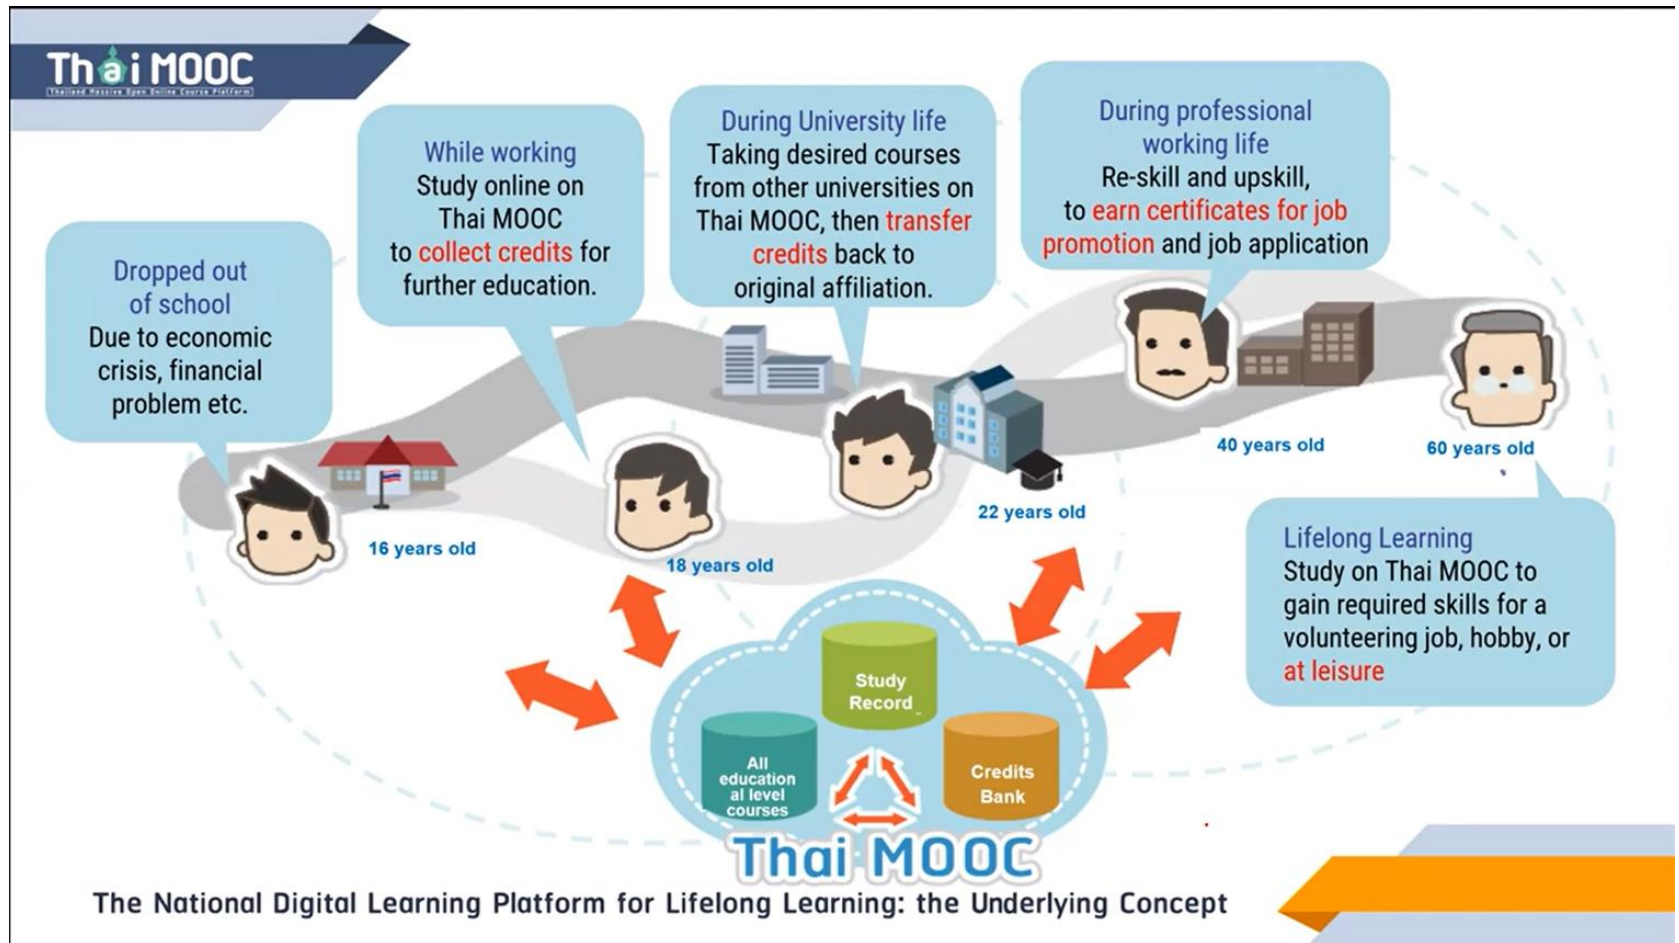 Thai MOOC
Thailand Massive Open Online Course Platform
Dropped out
of school
Due to economic
crisis, financial
problem etc.
While working
Study online on
Thai MOOC
to collect credits for
further education.
During University life
Taking desired courses
from other universities on
Thai MOOC, then transfer
credits back to
original affiliation.
During professional
working life
Re-skill and upskill,
to earn certificates for job
promotion and job application
16 years old
18 years old
22 years old
40 years old
60 years old
Lifelong Learning
Study on Thai MOOC to
gain required skills for a
volunteering job, hobby, or
at leisure
Study
Record
All
education
al level
courses
Credits
Bank
Thai MOOC
The National Digital Learning Platform for Lifelong Learning: the Underlying Concept